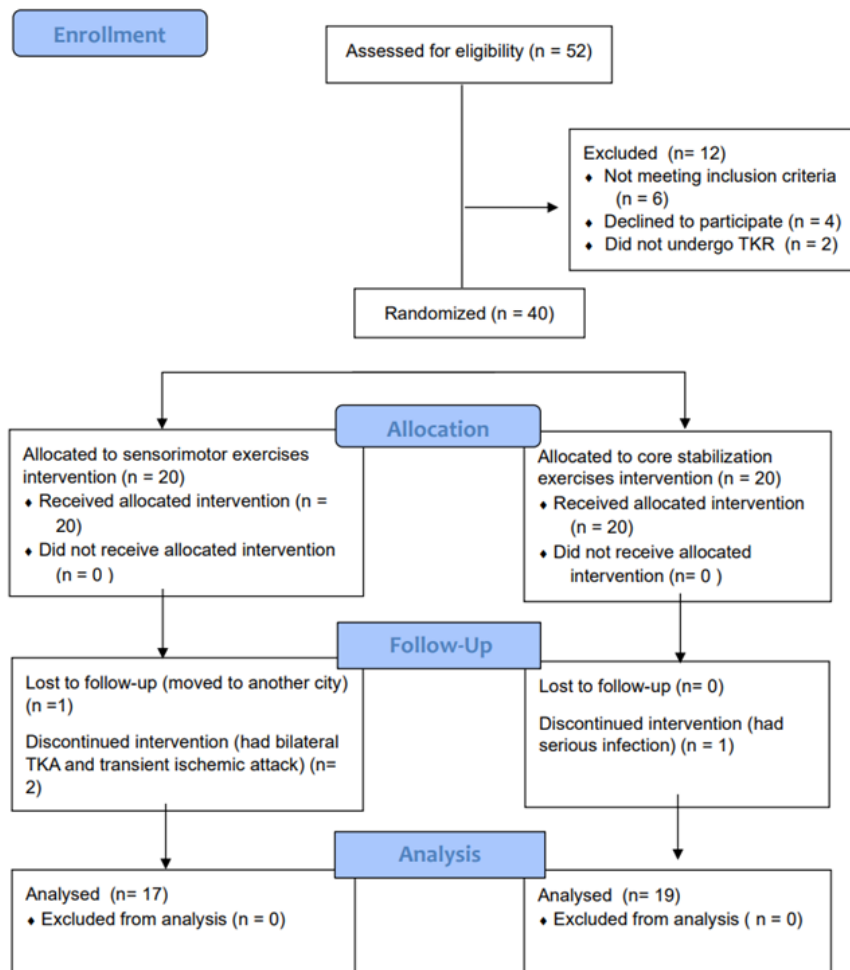 Enrollment
Assessed for eligibility (n = 52)
Excluded (n= 12)
♦ Not meeting inclusion criteria
(n = 6)
♦ Declined to participate (n = 4)
♦ Did not undergo TKR (n = 2)
Randomized (n = 40)
Allocation
Allocated to sensorimotor exercises
intervention (n = 20)
♦ Received allocated intervention (n =
20)
♦ Did not receive allocated intervention
(n = 0 )
Allocated to core stabilization
exercises intervention (n = 20)
♦ Received allocated intervention
(n = 20)
♦ Did not receive allocated
intervention (n= 0 )
Follow-Up
Lost to follow-up (moved to another city)
(n =1)
Discontinued intervention (had bilateral
TKA and transient ischemic attack) (n=
2)
Lost to follow-up (n= 0)
Discontinued intervention (had
serious infection) (n = 1)
Analysis
Analysed (n= 17)
♦ Excluded from analysis (n = 0)
Analysed (n= 19)
♦ Excluded from analysis ( n = 0)